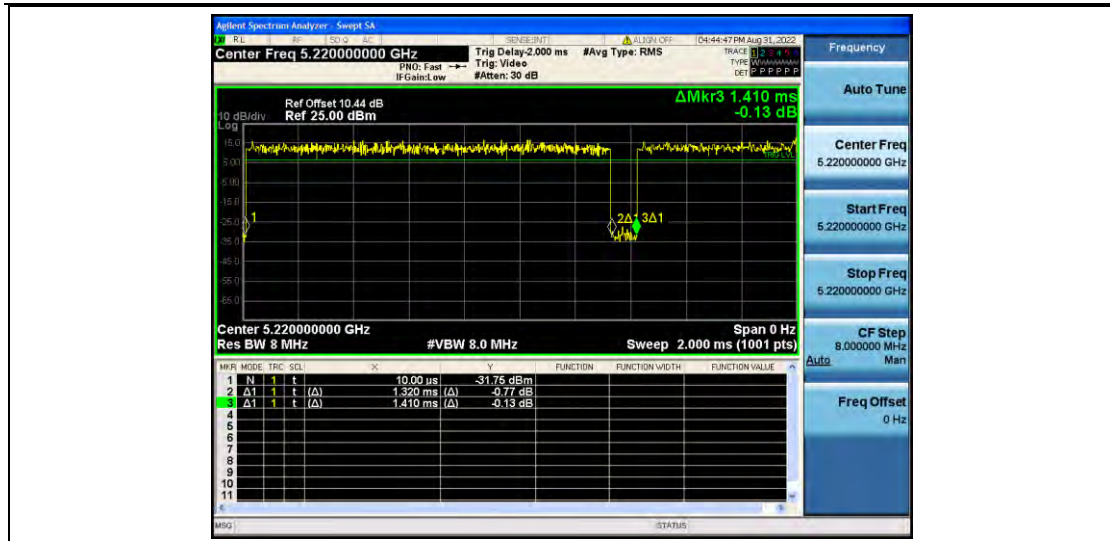 Agilent Spectrum Analyzer - Swept SA
RL RF 50 Ω AC SENSE:INT ALIGN OFF 04:44:47 PM Aug 31, 2022
Center Freq 5.220000000 GHz Trig Delay-2.000 ms #Avg Type: RMS TRACE 1 2 3 4 5 6
PNO: Fast Trig: Video TYPE
IFGain:Low #Atten: 30 dB DET P P P P P P
Frequency
Auto Tune
Ref Offset 10.44 dB ΔMkr3 1.410 ms
10 dB/div Ref 25.00 dBm -0.13 dB
Log
15.0
5.00
-5.00
-15.0
-25.0
-35.0
-45.0
-55.0
-65.0
TRIG LVL
1 2Δ1 3Δ1
Center 5.220000000 GHz Span 0 Hz
Res BW 8 MHz #VBW 8.0 MHz Sweep 2.000 ms (1001 pts)
MKR MODE TRC SCL X Y FUNCTION FUNCTION WIDTH FUNCTION VALUE
1 N 1 t 10.00 µs -31.75 dBm
2 Δ1 1 t (Δ) 1.320 ms (Δ) -0.77 dB
3 Δ1 1 t (Δ) 1.410 ms (Δ) -0.13 dB
4
5
6
7
8
9
10
11
MSG STATUS
Center Freq
5.220000000 GHz
Start Freq
5.220000000 GHz
Stop Freq
5.220000000 GHz
CF Step
8.000000 MHz
Auto Man
Freq Offset
0 Hz